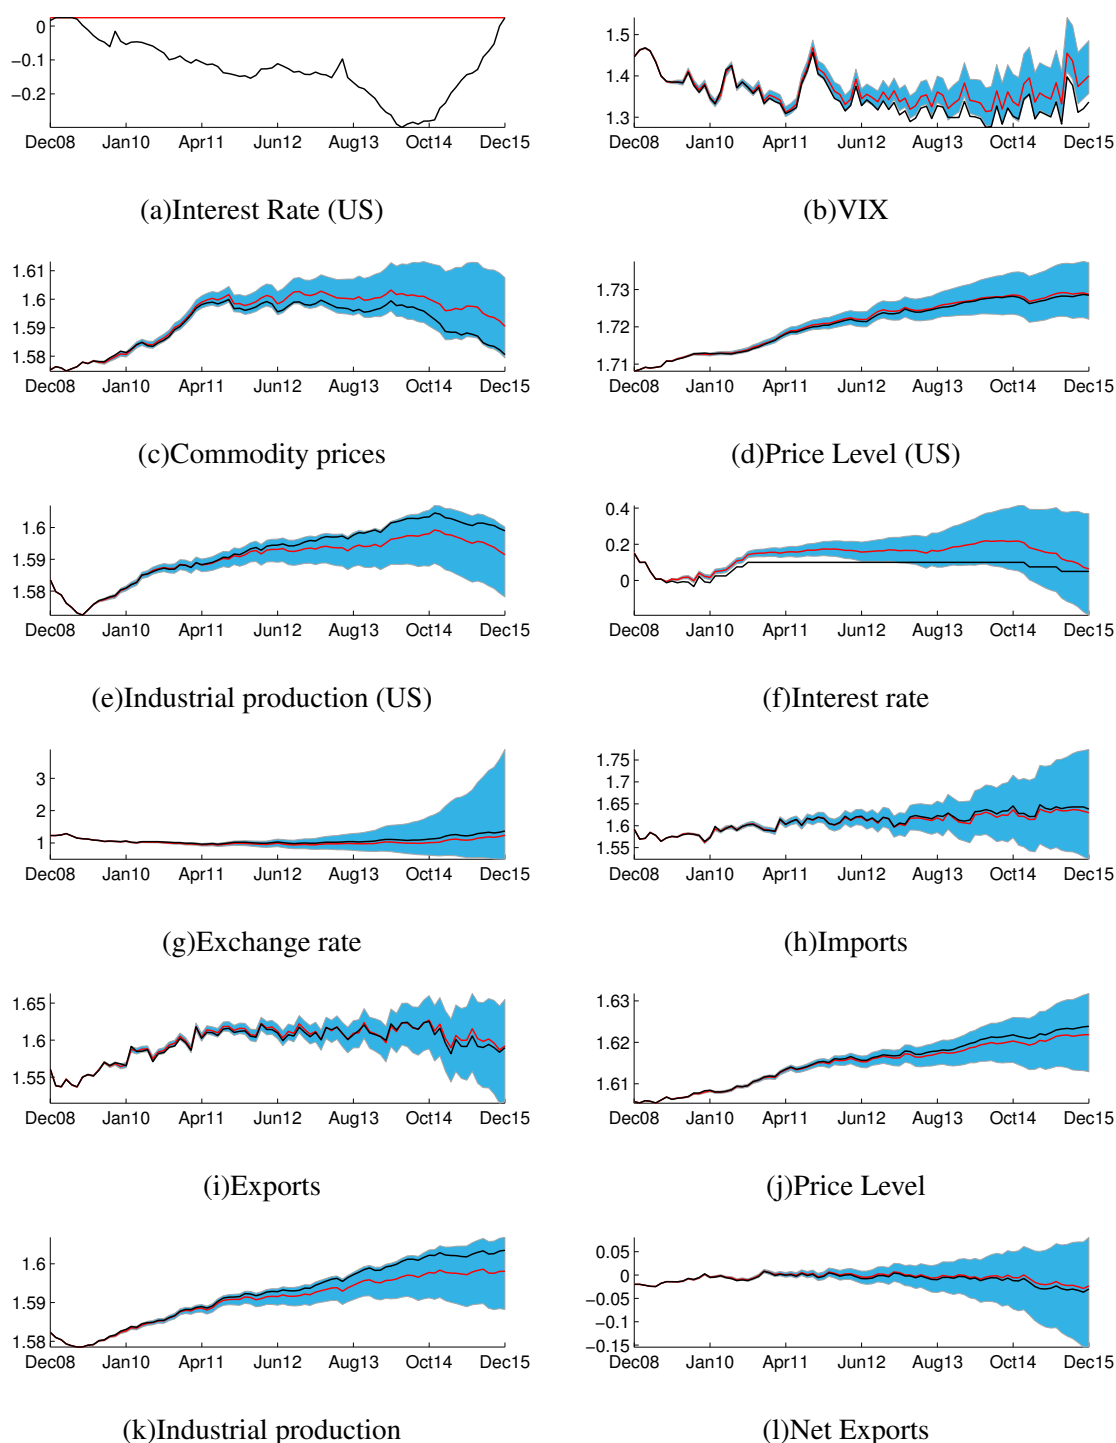 0
−0.1
−0.2
Dec08 Jan10 Apr11 Jun12 Aug13 Oct14 Dec15
(a)Interest Rate (US)
1.5
1.4
1.3
Dec08 Jan10 Apr11 Jun12 Aug13 Oct14 Dec15
(b)VIX
1.61
1.6
1.59
1.58
Dec08 Jan10 Apr11 Jun12 Aug13 Oct14 Dec15
(c)Commodity prices
1.73
1.72
1.71
Dec08 Jan10 Apr11 Jun12 Aug13 Oct14 Dec15
(d)Price Level (US)
1.6
1.59
1.58
Dec08 Jan10 Apr11 Jun12 Aug13 Oct14 Dec15
(e)Industrial production (US)
0.4
0.2
0
Dec08 Jan10 Apr11 Jun12 Aug13 Oct14 Dec15
(f)Interest rate
3
2
1
Dec08 Jan10 Apr11 Jun12 Aug13 Oct14 Dec15
(g)Exchange rate
1.75
1.7
1.65
1.6
1.55
Dec08 Jan10 Apr11 Jun12 Aug13 Oct14 Dec15
(h)Imports
1.65
1.6
1.55
Dec08 Jan10 Apr11 Jun12 Aug13 Oct14 Dec15
(i)Exports
1.63
1.62
1.61
Dec08 Jan10 Apr11 Jun12 Aug13 Oct14 Dec15
(j)Price Level
1.6
1.59
1.58
Dec08 Jan10 Apr11 Jun12 Aug13 Oct14 Dec15
(k)Industrial production
0.05
0
−0.05
−0.1
−0.15
Dec08 Jan10 Apr11 Jun12 Aug13 Oct14 Dec15
(l)Net Exports